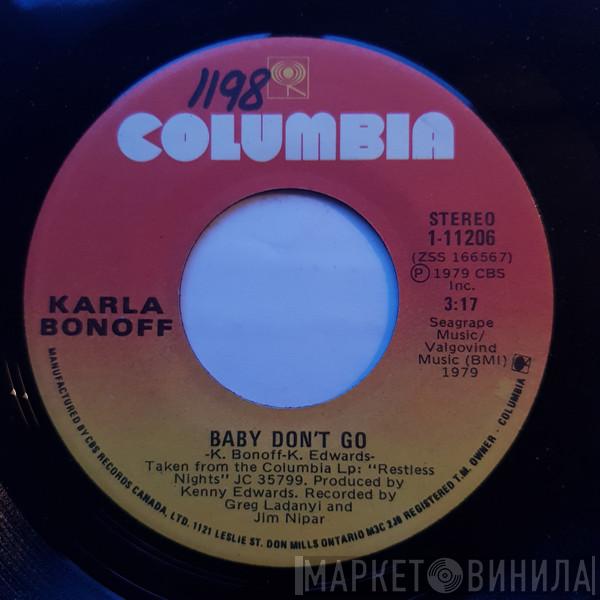 1198
COLUMBIA
STEREO
1-11206
(ZSS 166567)
Ⓟ 1979 CBS
Inc.
3:17
Seagrape
Music/
Valgovind
Music (BMI)
1979
KARLA
BONOFF
BABY DON'T GO
-K. Bonoff-K. Edwards-
Taken from the Columbia Lp: "Restless
Nights" JC 35799. Produced by
Kenny Edwards. Recorded by
Greg Ladanyi and
Jim Nipar
MANUFACTURED BY CBS RECORDS CANADA, LTD. 1121 LESLIE ST. DON MILLS ONTARIO M3C 2J9 REGISTERED T.M. OWNER - COLUMBIA
МАРКЕТ ВИНИЛА